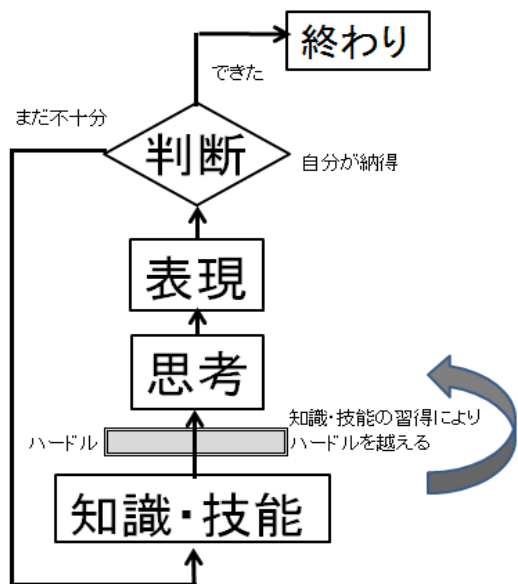 終わり
できた
まだ不十分
判断
自分が納得
表現
思考
知識・技能の習得により
ハードル
ハードルを越える
知識・技能